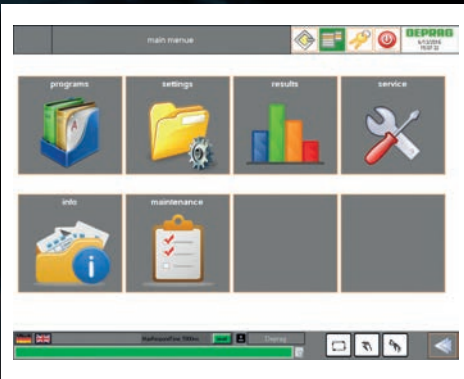 main menue
DEPRAG
programs
settings
results
service
info
maintenance
Deprag